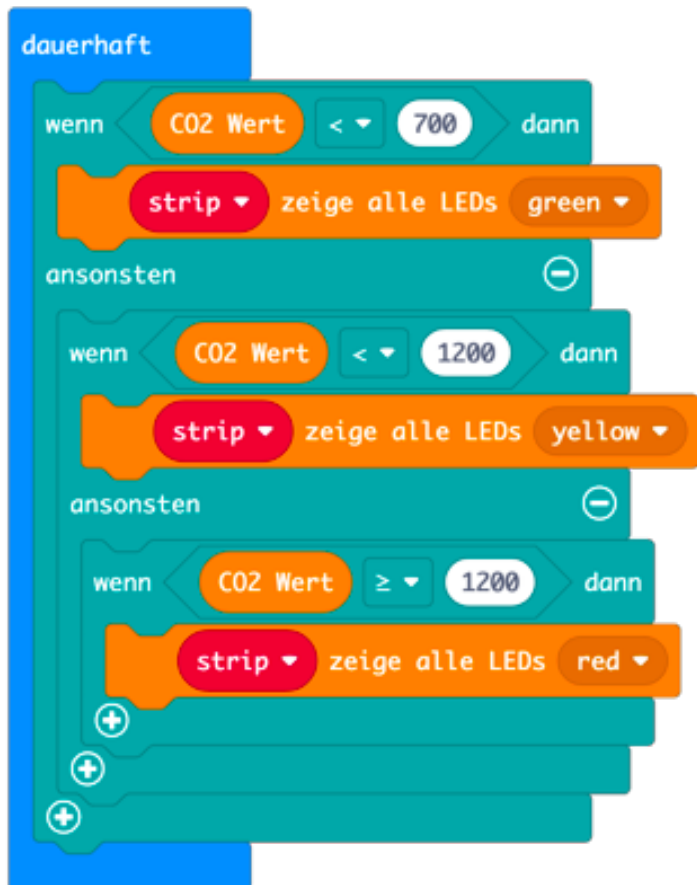 dauerhaft
wenn CO2 Wert < 700 dann
strip zeige alle LEDs green
ansonsten
wenn CO2 Wert < 1200 dann
strip zeige alle LEDs yellow
ansonsten
wenn CO2 Wert ≥ 1200 dann
strip zeige alle LEDs red